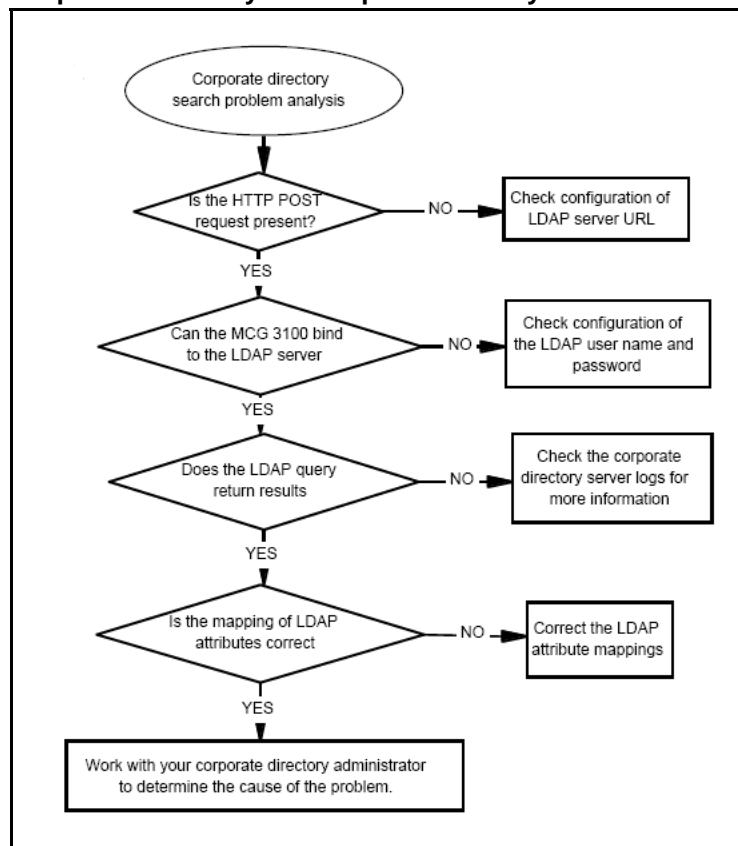 Corporate directory
search problem analysis
Is the HTTP POST
request present?
NO
Check configuration of
LDAP server URL
YES
Can the MCG 3100 bind
to the LDAP server
NO
Check configuration of
the LDAP user name and
password
YES
Does the LDAP query
return results
NO
Check the corporate
directory server logs for
more information
YES
Is the mapping of LDAP
attributes correct
NO
Correct the LDAP
attribute mappings
YES
Work with your corporate directory administrator
to determine the cause of the problem.